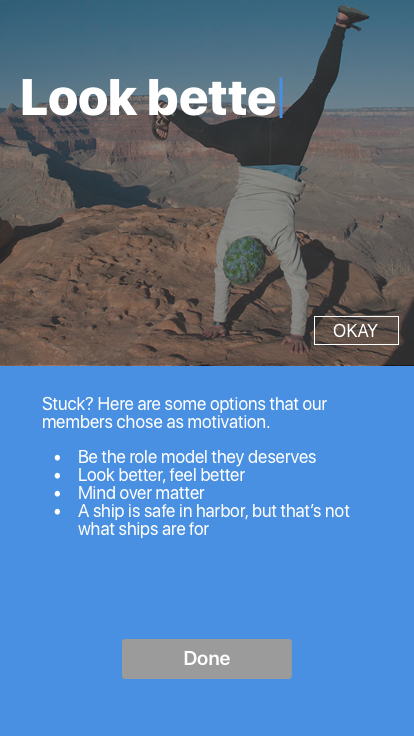 Look bette
OKAY
Stuck? Here are some options that our
members chose as motivation.
• Be the role model they deserves
• Look better, feel better
• Mind over matter
• A ship is safe in harbor, but that’s not
what ships are for
Done